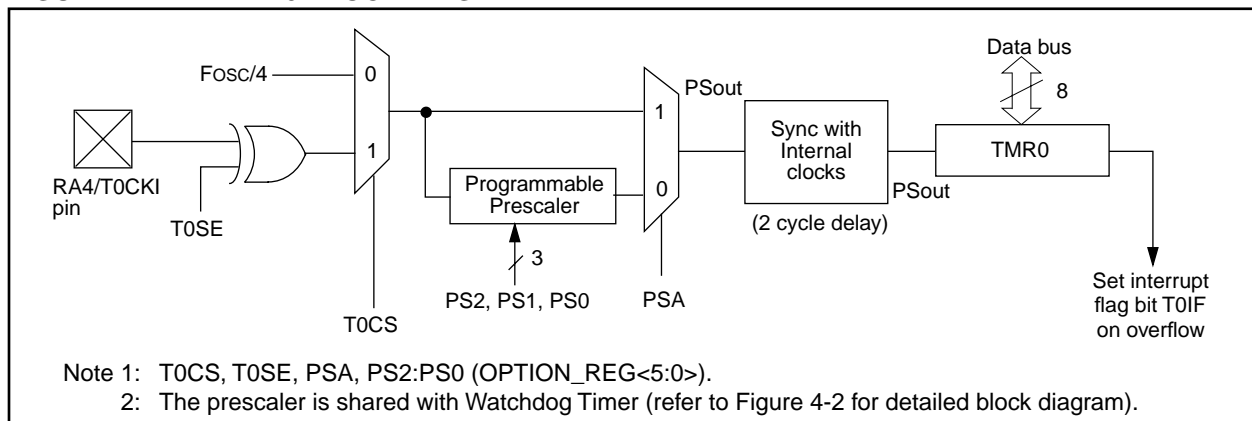 Data bus
8
FOSC/4
0
1
RA4/T0CKI
pin
T0SE
T0CS
Programmable
Prescaler
3
PS2, PS1, PS0
1
0
PSA
PSout
Sync with
Internal
clocks
(2 cycle delay)
PSout
TMR0
Set interrupt
flag bit T0IF
on overflow
Note 1: T0CS, T0SE, PSA, PS2:PS0 (OPTION_REG<5:0>).
2: The prescaler is shared with Watchdog Timer (refer to Figure 4-2 for detailed block diagram).